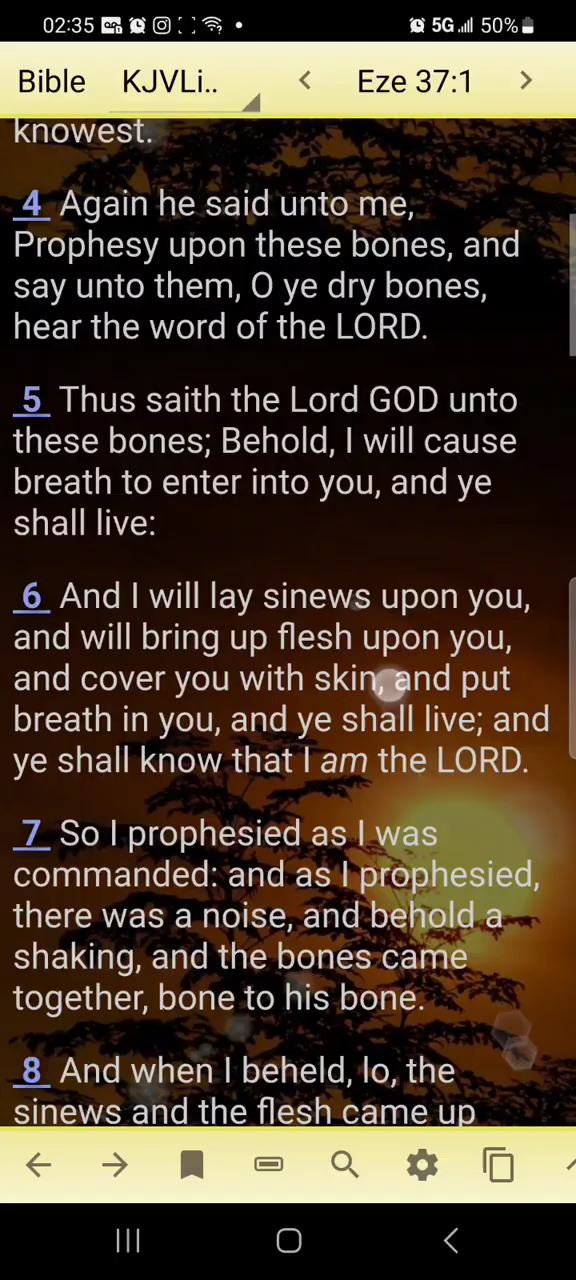 02:35
5G 50%
Bible KJVLi.. < Eze 37:1 >
knowest.
4 Again he said unto me,
Prophesy upon these bones, and
say unto them, O ye dry bones,
hear the word of the LORD.
5 Thus saith the Lord GOD unto
these bones; Behold, I will cause
breath to enter into you, and ye
shall live:
6 And I will lay sinews upon you,
and will bring up flesh upon you,
and cover you with skin, and put
breath in you, and ye shall live; and
ye shall know that I am the LORD.
7 So I prophesied as I was
commanded: and as I prophesied,
there was a noise, and behold a
shaking, and the bones came
together, bone to his bone.
8 And when I beheld, lo, the
sinews and the flesh came up